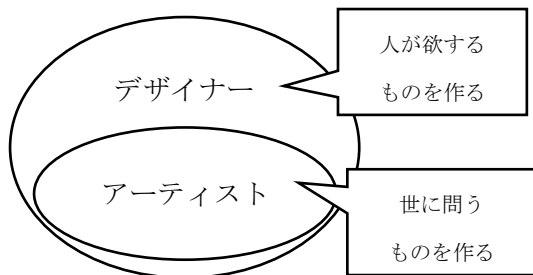 デザイナー
人が欲する
ものを作る
アーティスト
世に問う
ものを作る